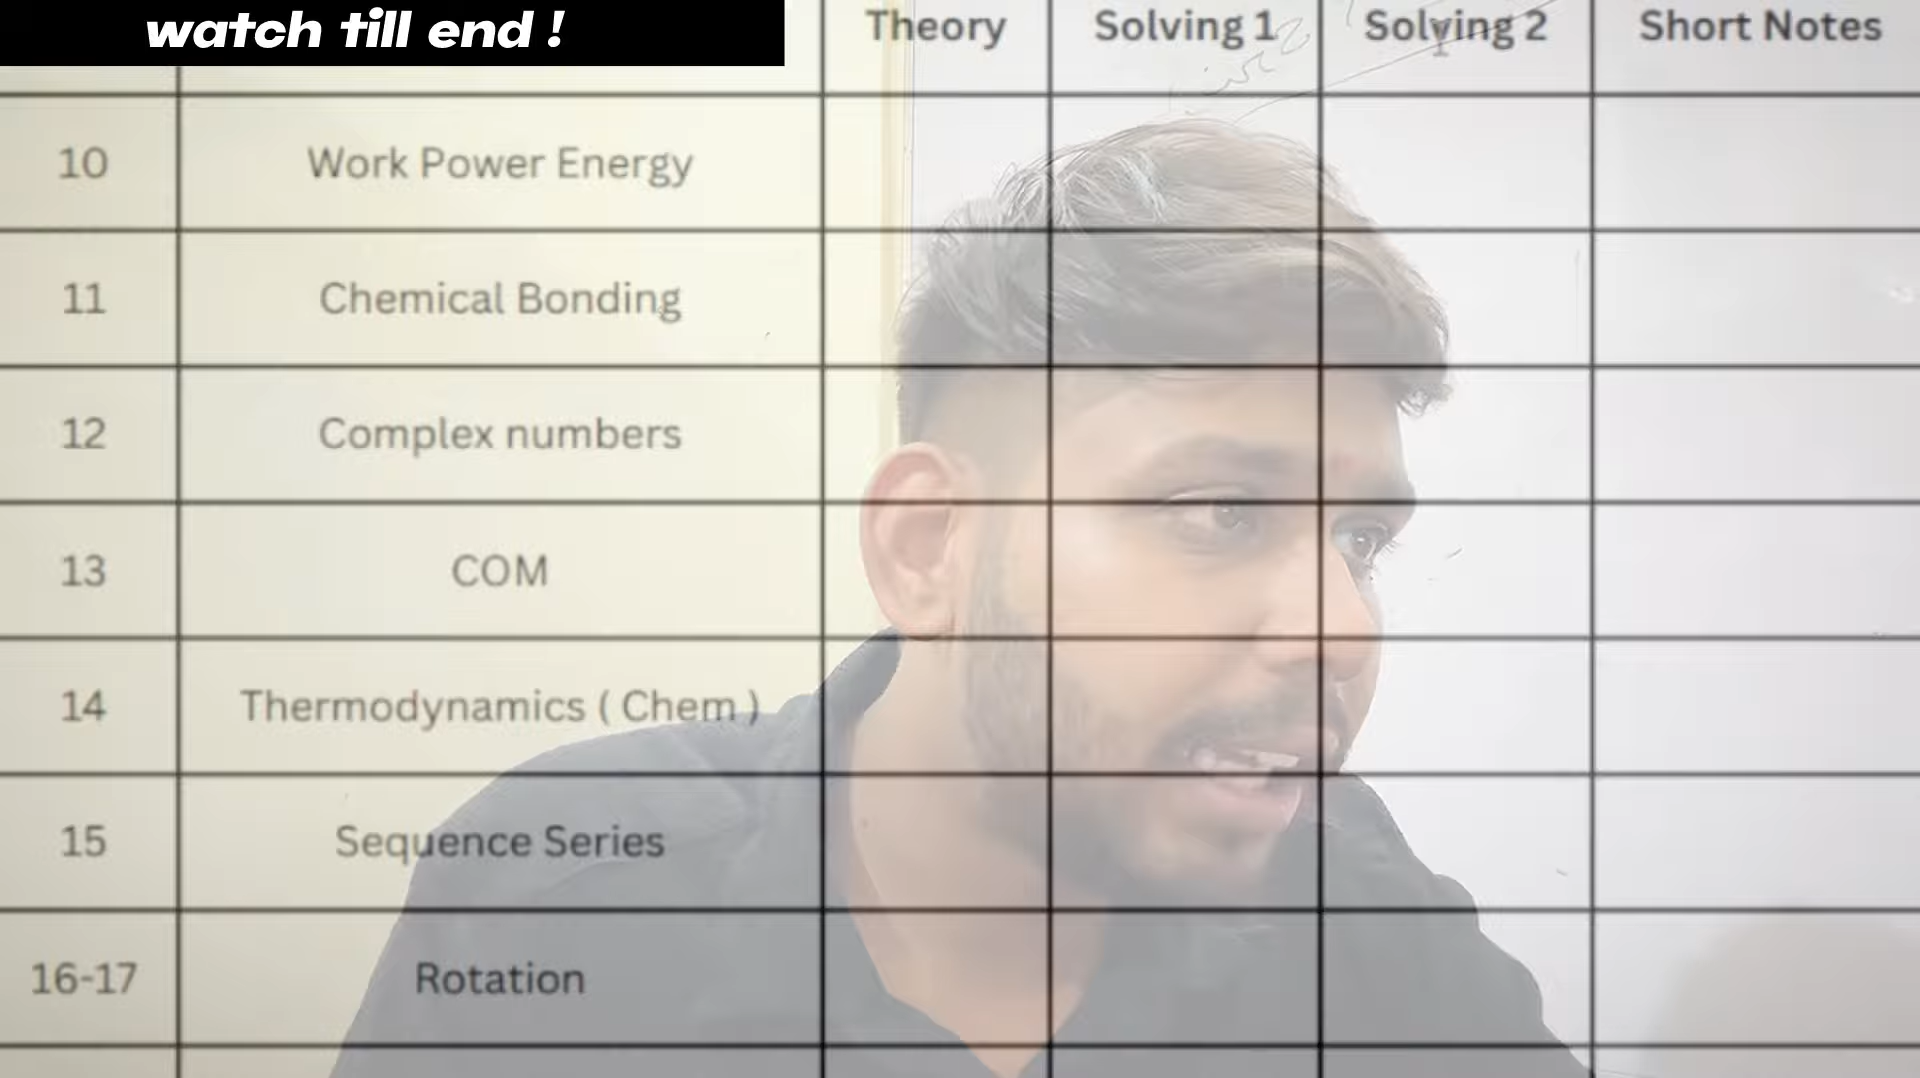 watch till end !
Theory Solving 1 Solving 2 Short Notes
10 Work Power Energy
11 Chemical Bonding
12 Complex numbers
13 COM
14 Thermodynamics ( Chem )
15 Sequence Series
16-17 Rotation